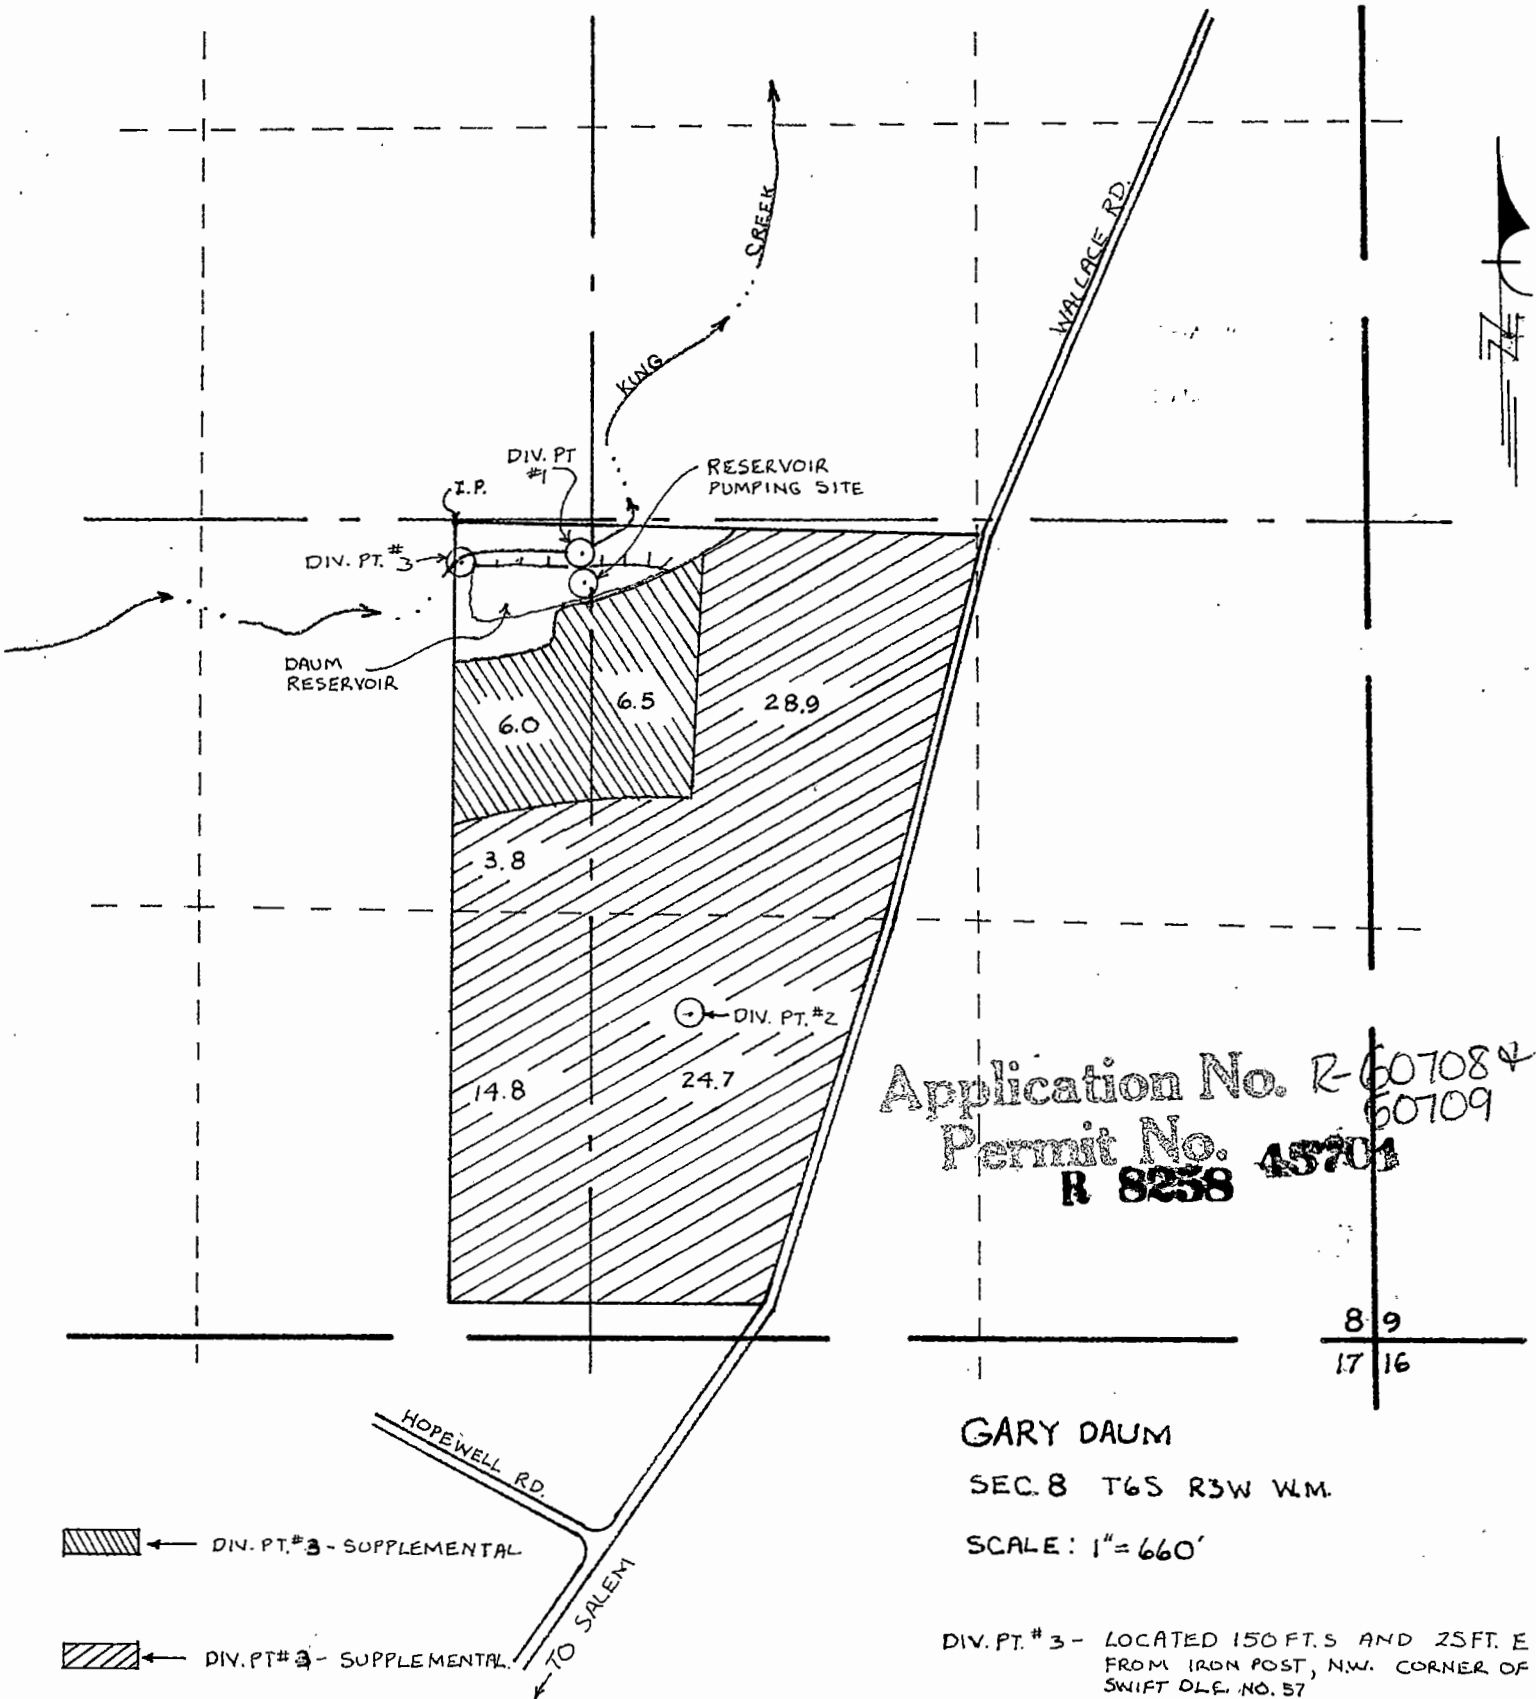 WALLACE RD.
CREEK
KING
N
DIV. PT
#1
RESERVOIR
PUMPING SITE
I.P.
DIV. PT. #3
DAUM
RESERVOIR
6.0
6.5
28.9
3.8
DIV. PT. #2
14.8
24.7
Application No. R-60708 &
60709
Permit No.
R 8258 45704
8 9
17 16
GARY DAUM
SEC. 8 T6S R3W W.M.
SCALE: 1"=660'
HOPEWELL RD.
DIV. PT. #3 - SUPPLEMENTAL
TO SALEM
DIV. PT #3 - SUPPLEMENTAL
DIV. PT. #3 - LOCATED 150 FT. S AND 25 FT. E
FROM IRON POST, N.W. CORNER OF
SWIFT DLC. NO. 57